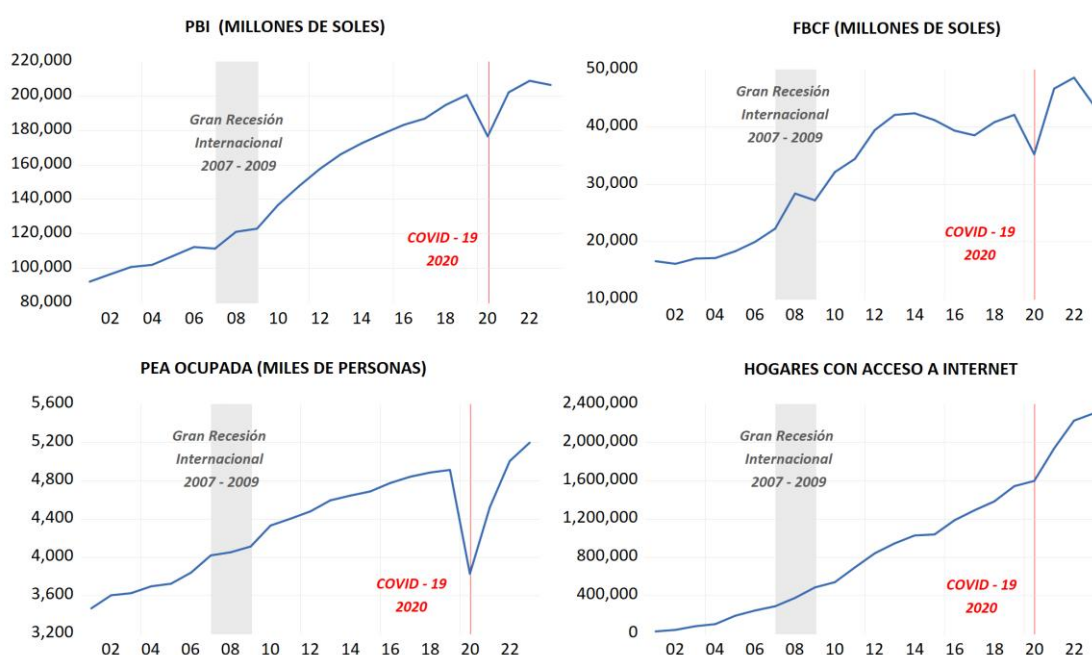 PBI (MILLONES DE SOLES)
220,000
200,000
180,000
160,000
140,000
120,000
100,000
80,000
Gran Recesión
Internacional
2007 - 2009
COVID - 19
2020
02 04 06 08 10 12 14 16 18 20 22
FBCF (MILLONES DE SOLES)
50,000
40,000
30,000
20,000
10,000
Gran Recesión
Internacional
2007 - 2009
COVID - 19
2020
02 04 06 08 10 12 14 16 18 20 22
PEA OCUPADA (MILES DE PERSONAS)
5,600
5,200
4,800
4,400
4,000
3,600
3,200
Gran Recesión
Internacional
2007 - 2009
COVID - 19
2020
02 04 06 08 10 12 14 16 18 20 22
HOGARES CON ACCESO A INTERNET
2,400,000
2,000,000
1,600,000
1,200,000
800,000
400,000
0
Gran Recesión
Internacional
2007 - 2009
COVID - 19
2020
02 04 06 08 10 12 14 16 18 20 22